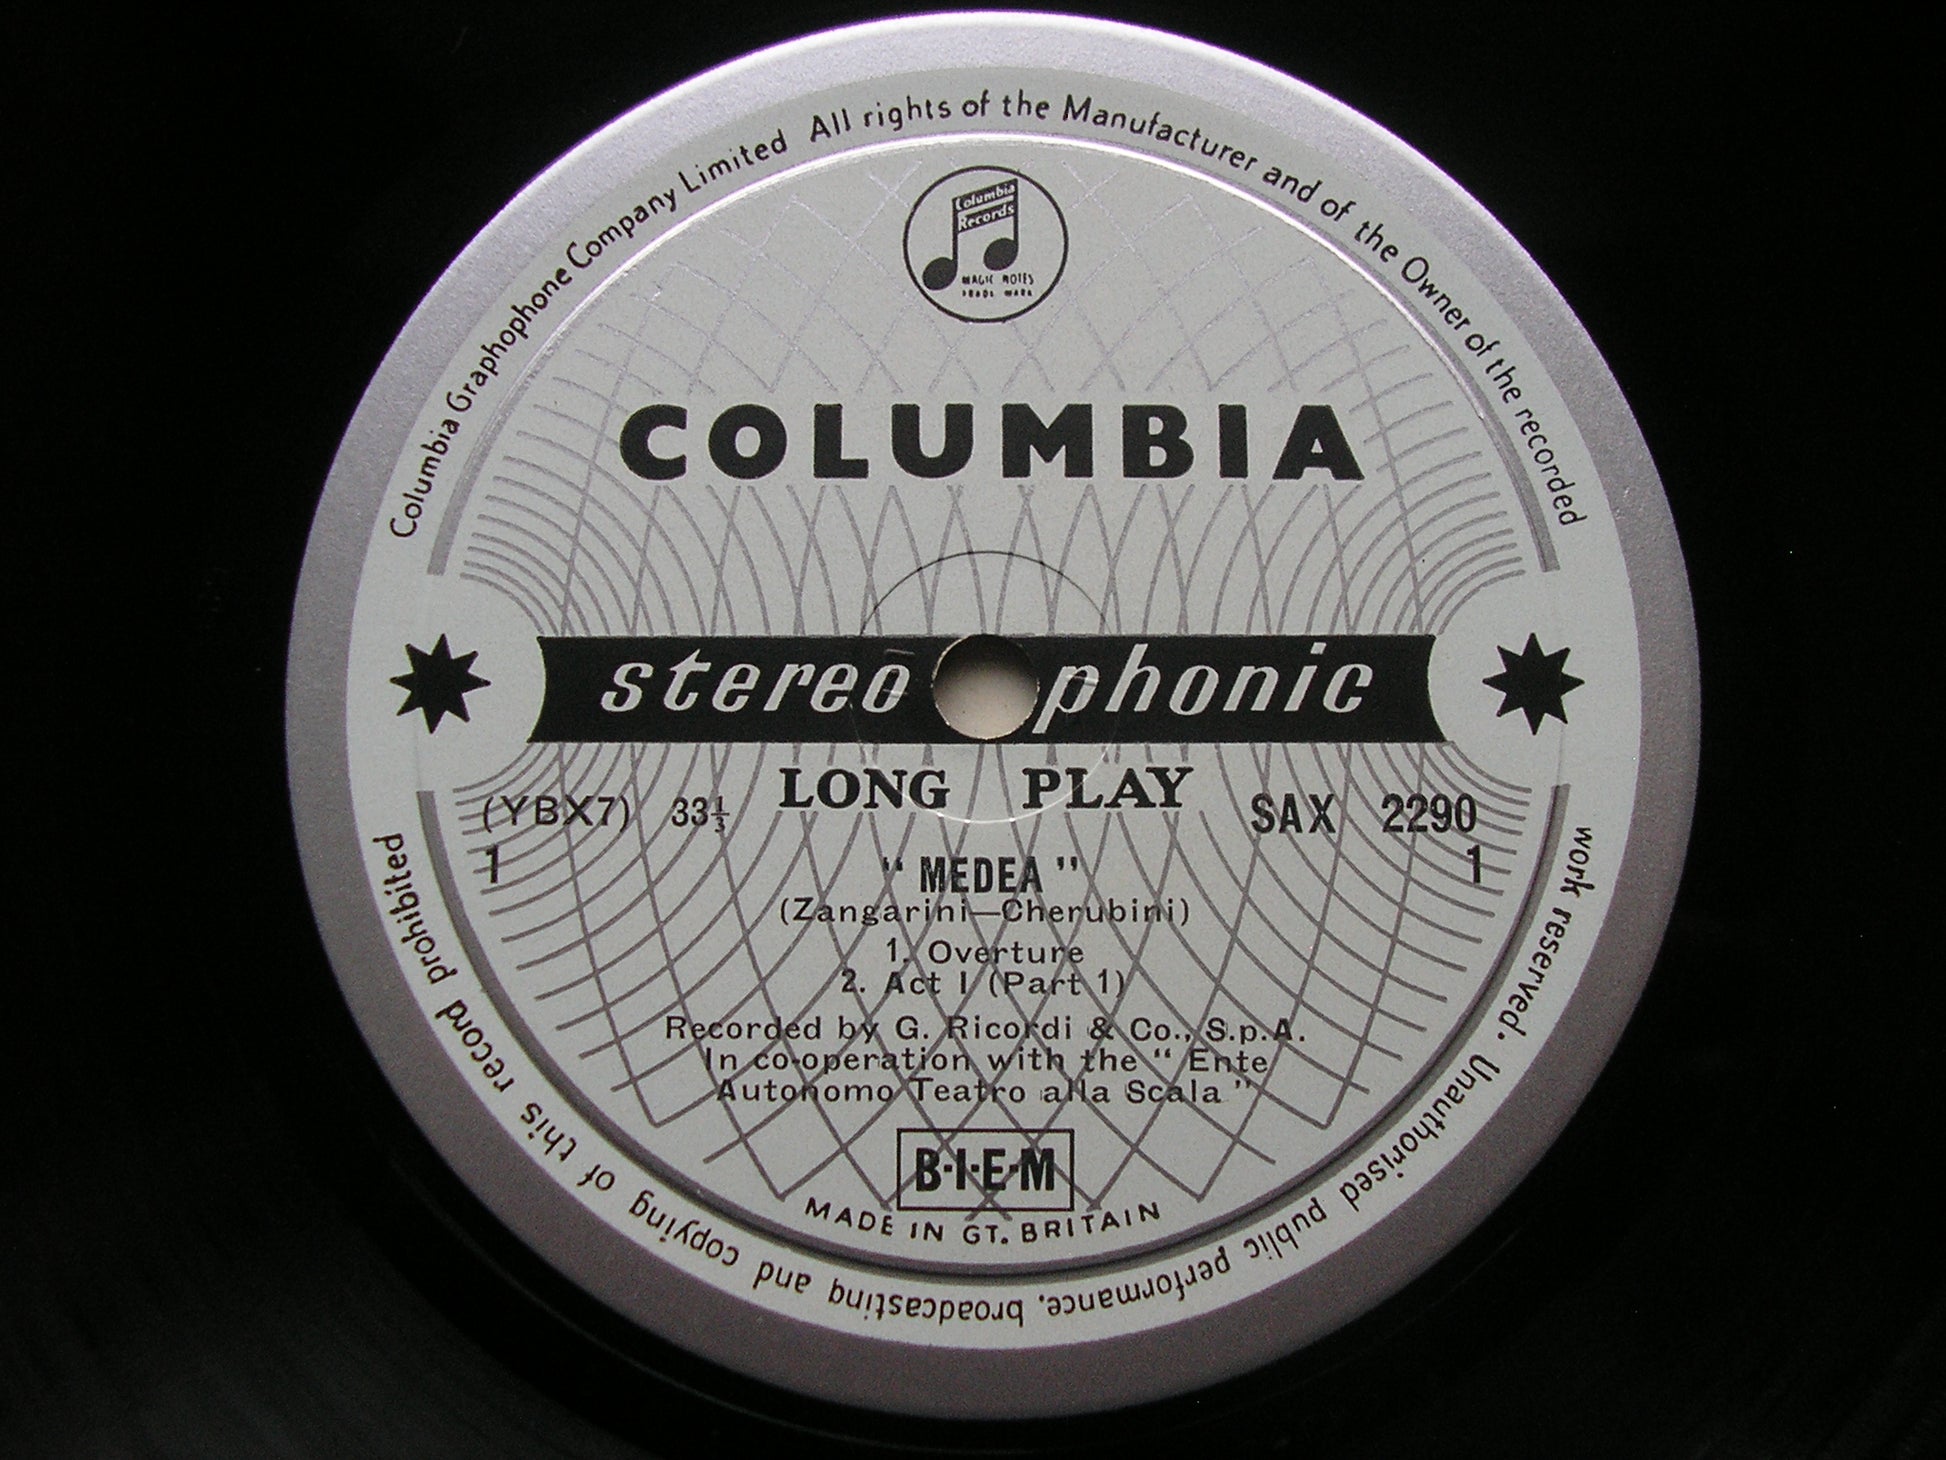 Columbia Graphophone Company Limited All rights of the Manufacturer and of the Owner of the recorded
work reserved. Unauthorised public performance, broadcasting and copying of this record prohibited
Columbia
Records
MAGIC NOTES
TRADE MARK
COLUMBIA
stereophonic
LONG PLAY
(YBX7) 33⅓ SAX 2290
1 1
" MEDEA "
(Zangarini—Cherubini)
1. Overture
2. Act I (Part 1)
Recorded by G. Ricordi & Co., S.p.A.
In co-operation with the " Ente
Autonomo Teatro alla Scala "
B·I·E·M
MADE IN GT. BRITAIN